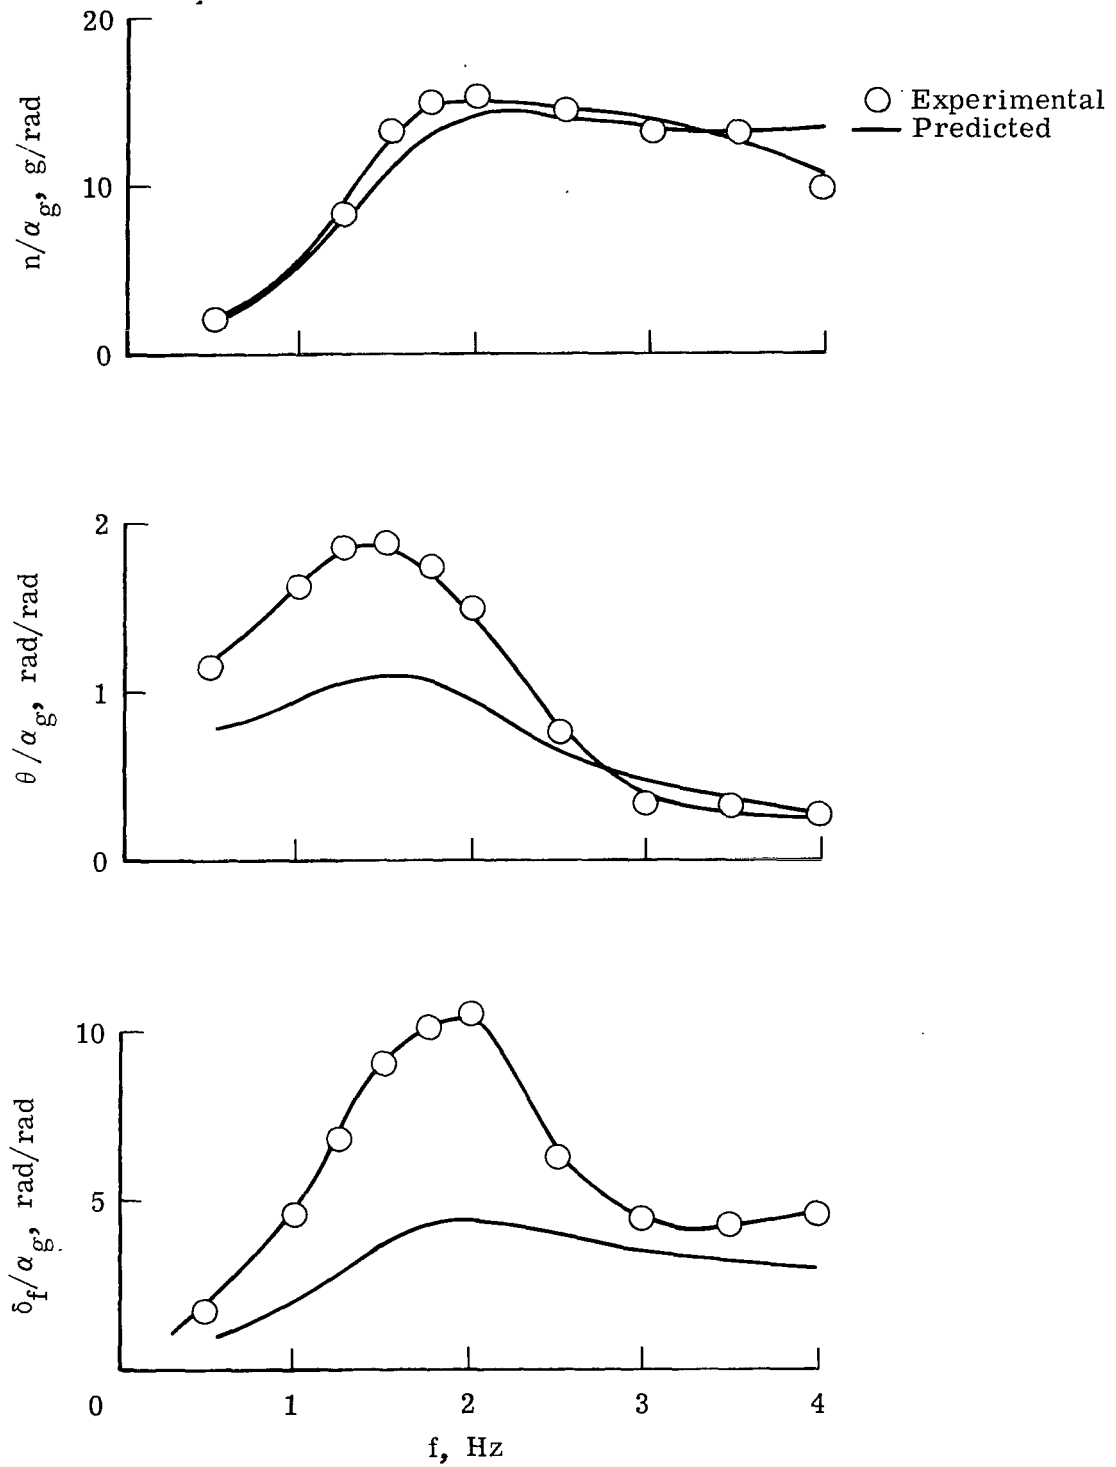 20
10
0
n/α_g, g/rad
Experimental
Predicted
2
1
0
θ/α_g, rad/rad
10
5
0
δ_f/α_g, rad/rad
1
2
3
4
f, Hz